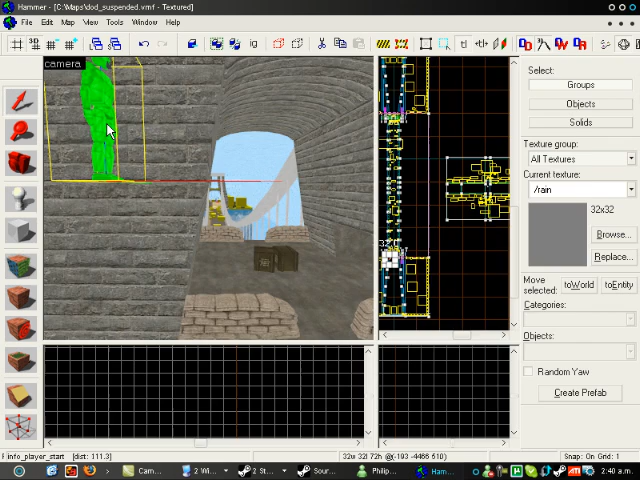 Hammer - [C:\Maps\dod_suspended.vmf - Textured]
File Edit Map View Tools Window Help
camera
Select:
Groups
Objects
Solids
Texture group:
All Textures
Current texture:
/rain
32x32
Browse...
Replace...
Move selected:
toWorld
toEntity
Categories:
Objects:
Random Yaw
Create Prefab
info_player_start [dist: 111.3]
32w 32l 72h @(-193 -4466 610)
Snap: On Grid: 1
Cam...
2 Wi...
2 St...
Sour...
Philip...
Ham...
2:40 a.m.